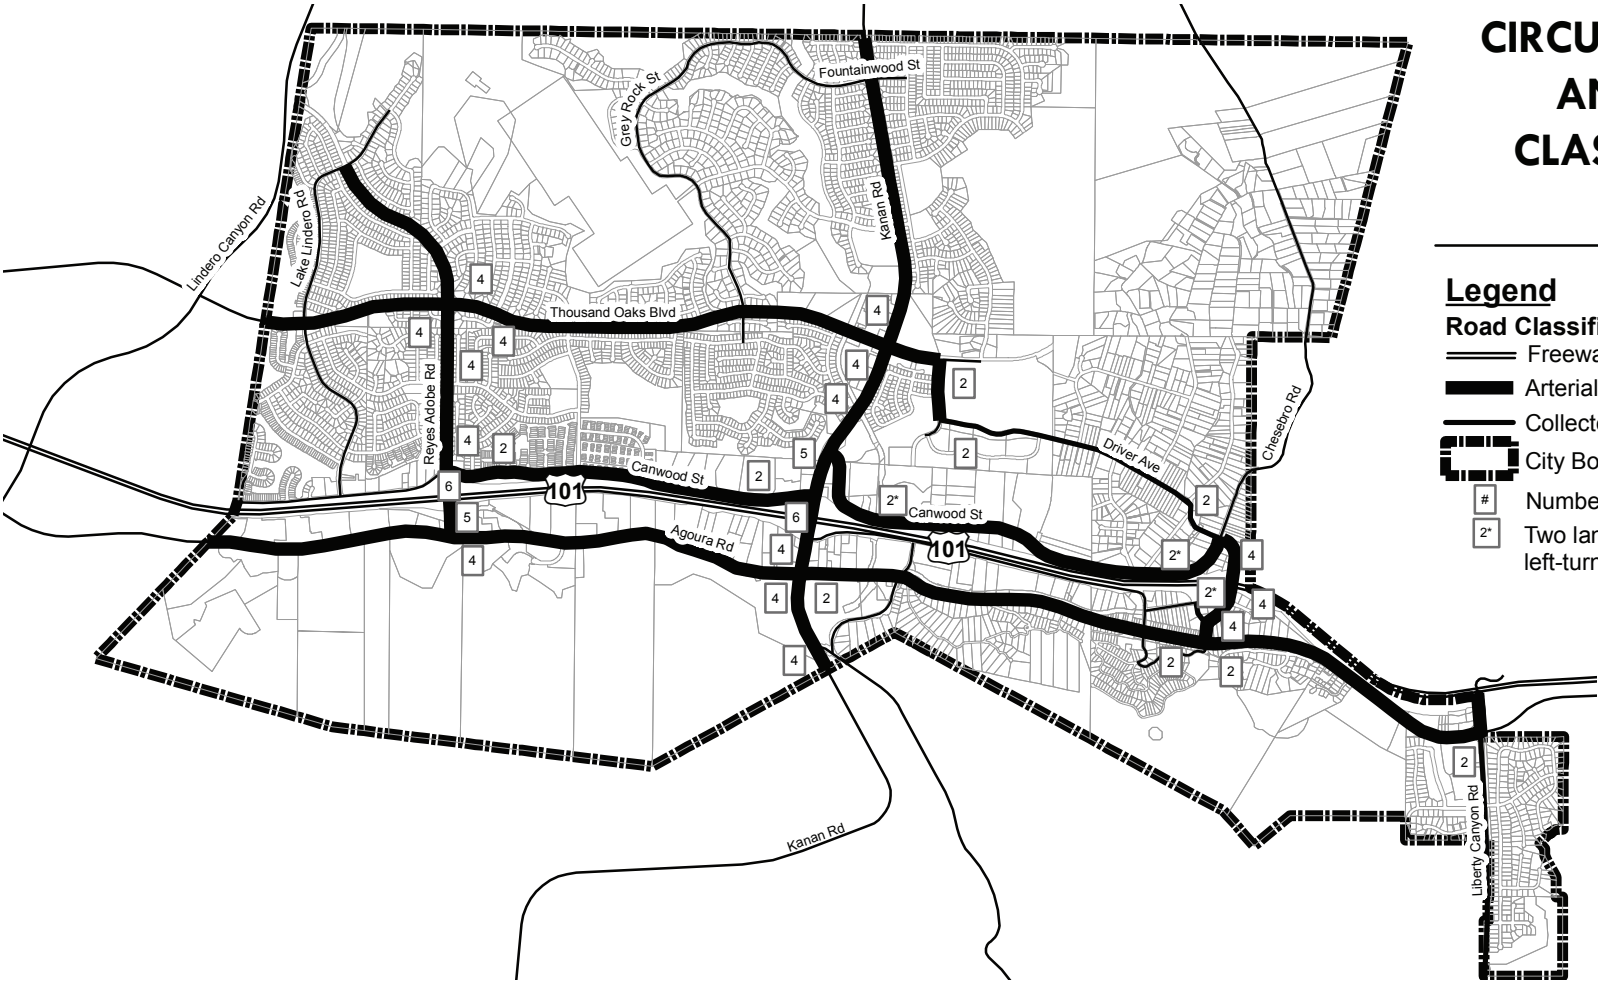 CIRCU
AN
CLAS
Legend
Road Classifi
Freewa
Arterial
Collecto
City Bo
# Numbe
2* Two lan
left-turn
Fountainwood St
Grey Rock St
Kanan Rd
Lindero Canyon Rd
Lake Lindero Rd
4
Thousand Oaks Blvd
4
4
4
4
4
4
2
Reyes Adobe Rd
Chesebro Rd
4
2
5
2
Driver Ave
Canwood St
2
6
101
2*
2
Canwood St
5
6
Agoura Rd
101
4
4
2*
4
4
2
2*
4
4
4
2
2
2
Liberty Canyon Rd
Kanan Rd